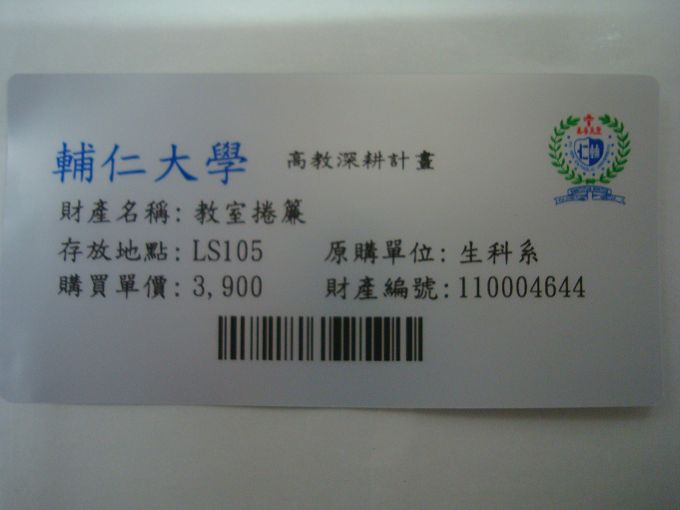 輔仁大學 高教深耕計畫
財產名稱: 教室捲簾
存放地點: LS105 原購單位: 生科系
購買單價: 3,900 財產編號: 110004644